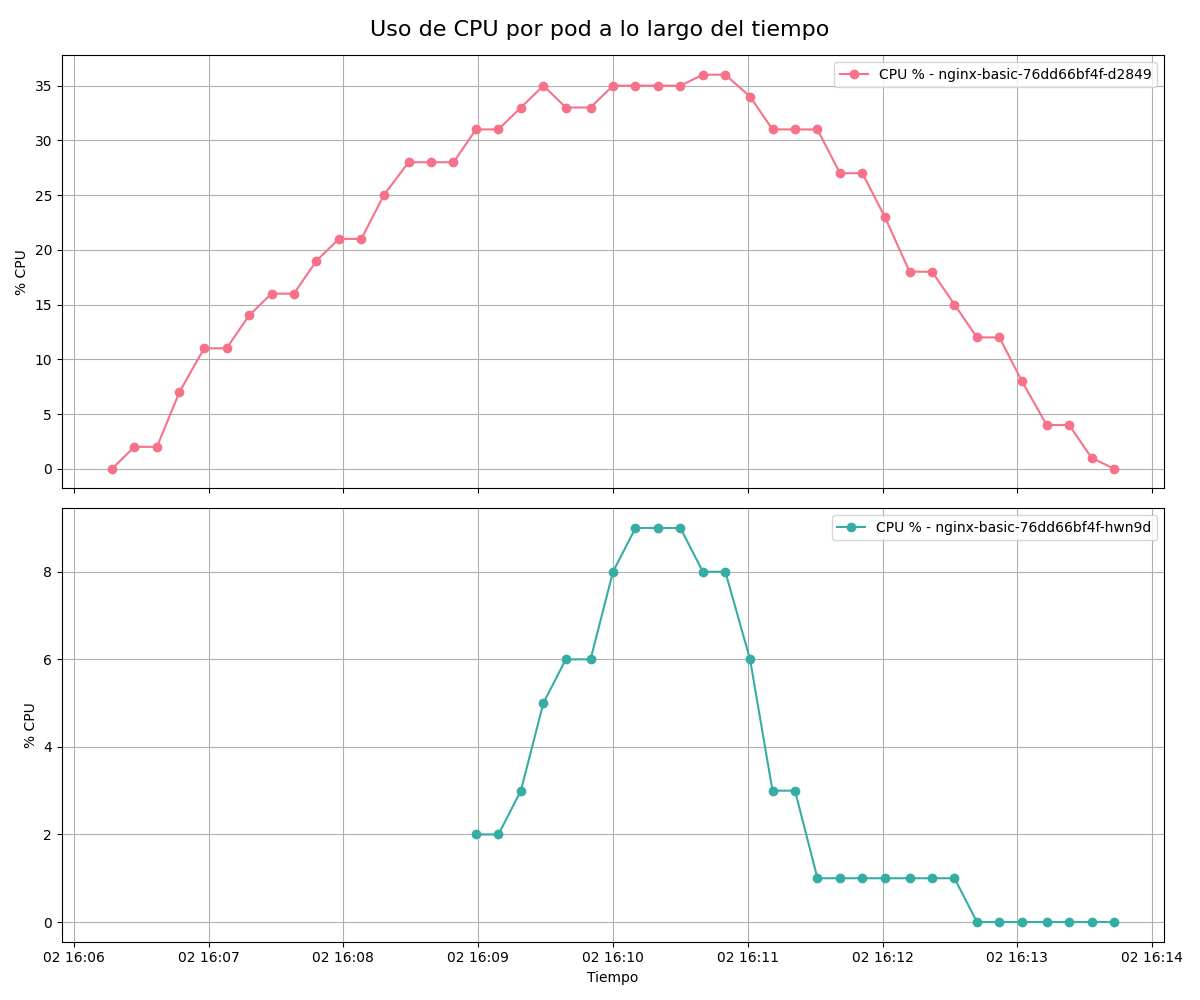 Uso de CPU por pod a lo largo del tiempo
CPU % - nginx-basic-76dd66bf4f-d2849
35
30
25
20
15
10
5
0
% CPU
CPU % - nginx-basic-76dd66bf4f-hwn9d
8
6
4
2
0
% CPU
02 16:06 02 16:07 02 16:08 02 16:09 02 16:10 02 16:11 02 16:12 02 16:13 02 16:14
Tiempo